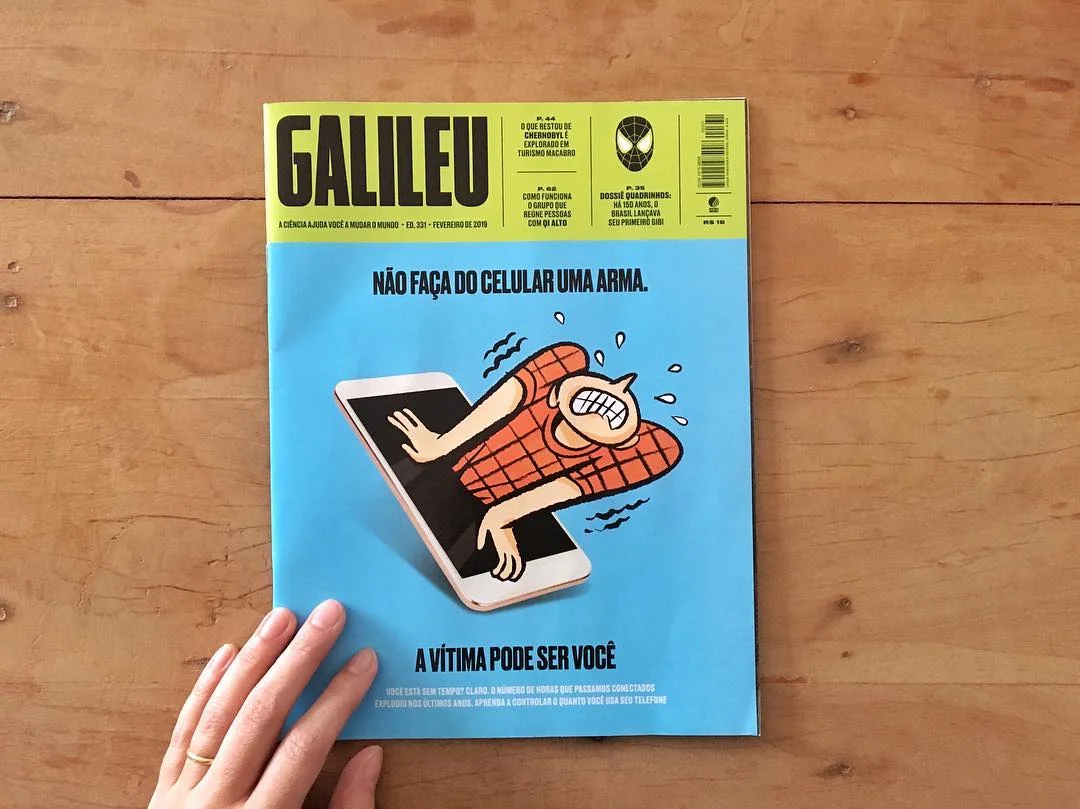 GALILEU
A CIÊNCIA AJUDA VOCÊ A MUDAR O MUNDO • ED. 331 • FEVEREIRO DE 2019
P. 44
O QUE RESTOU DE
CHERNOBYL É
EXPLORADO EM
TURISMO MACABRO
P. 62
COMO FUNCIONA
O GRUPO QUE
REÚNE PESSOAS
COM QI ALTO
P. 35
DOSSIÊ QUADRINHOS:
HÁ 150 ANOS, O
BRASIL LANÇAVA
SEU PRIMEIRO GIBI
R$ 16
NÃO FAÇA DO CELULAR UMA ARMA.
A VÍTIMA PODE SER VOCÊ
VOCÊ ESTÁ SEM TEMPO? CLARO. O NÚMERO DE HORAS QUE PASSAMOS CONECTADOS
EXPLODIU NOS ÚLTIMOS ANOS. APRENDA A CONTROLAR O QUANTO VOCÊ USA SEU TELEFONE